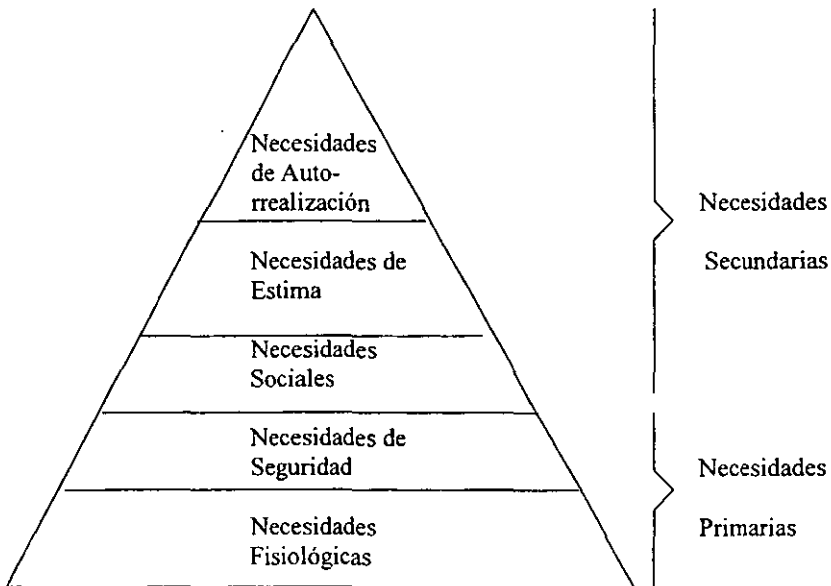 Necesidades
de Auto-
rrealización
Necesidades de
Estima
Necesidades
Sociales
Necesidades de
Seguridad
Necesidades
Fisiológicas
Necesidades
Secundarias
Necesidades
Primarias